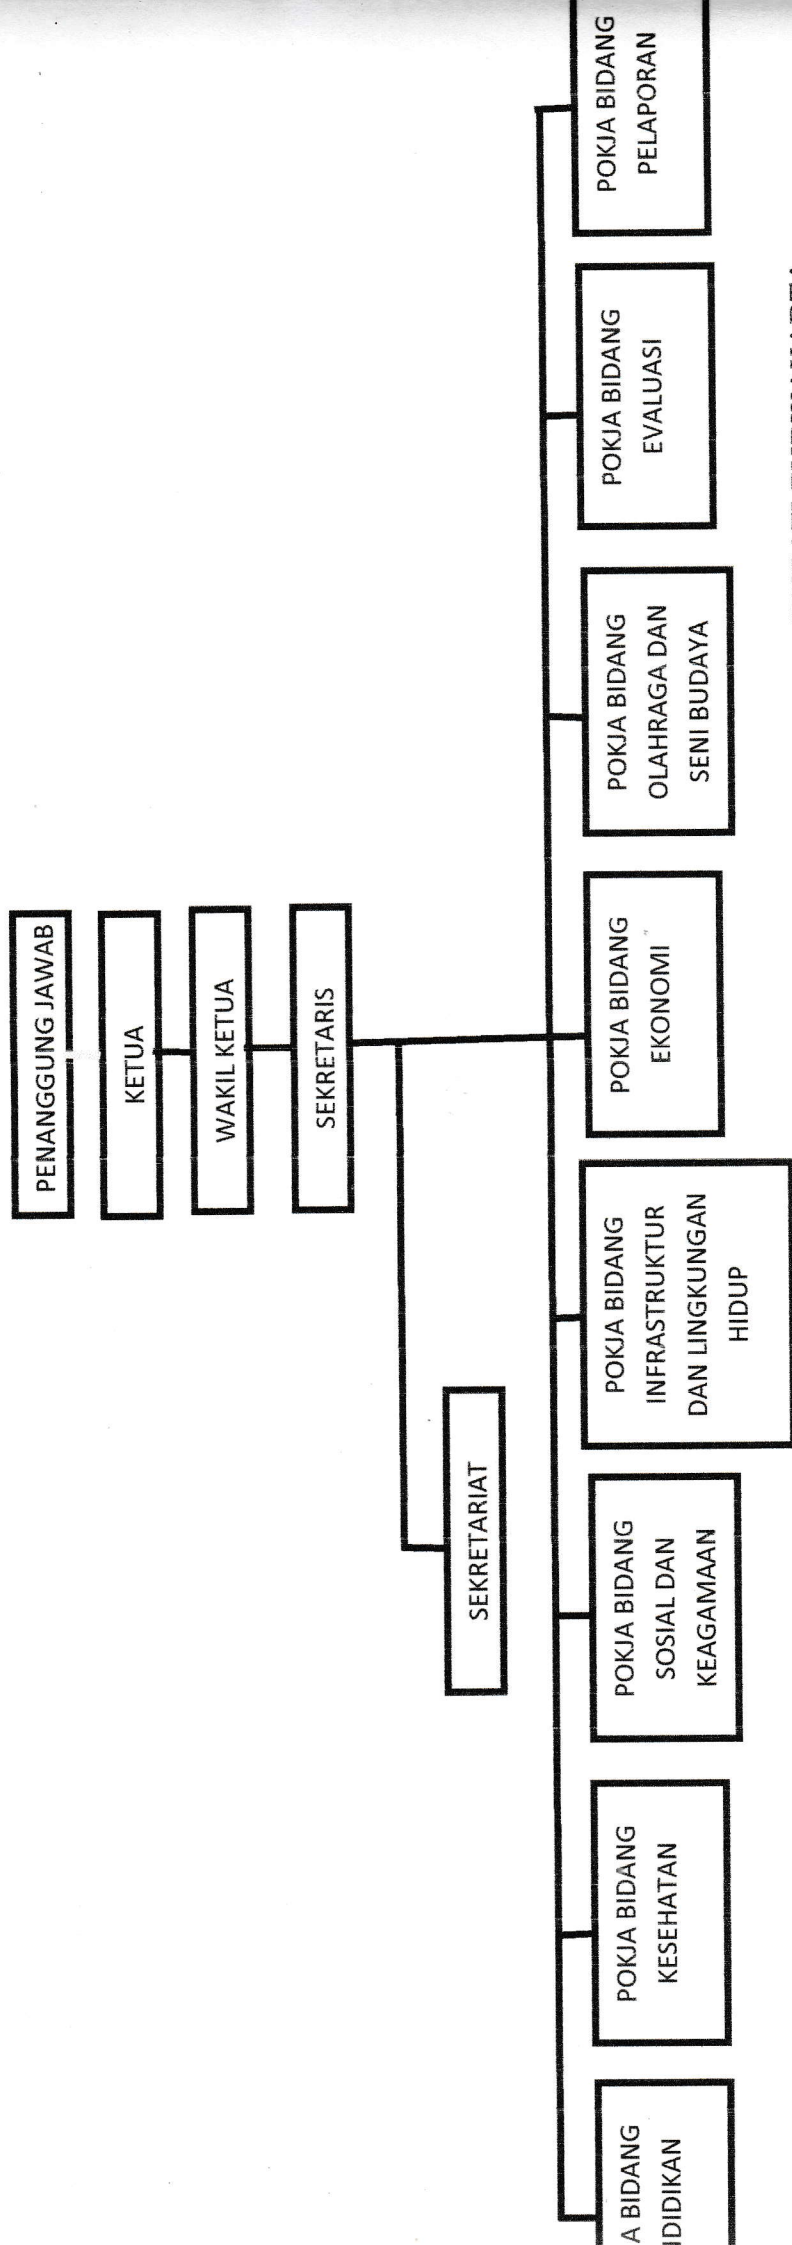 PENANGGUNG JAWAB
KETUA
WAKIL KETUA
SEKRETARIS
SEKRETARIAT
BIDANG
POKJA BIDANG
KESEHATAN
POKJA BIDANG
SOSIAL DAN
KEAGAMAAN
POKJA BIDANG
INFRASTRUKTUR
DAN LINGKUNGAN
HIDUP
POKJA BIDANG
EKONOMI
POKJA BIDANG
OLAHRAGA DAN
SENI BUDAYA
POKJA BIDANG
EVALUASI
POKJA BIDANG
PELAPORAN